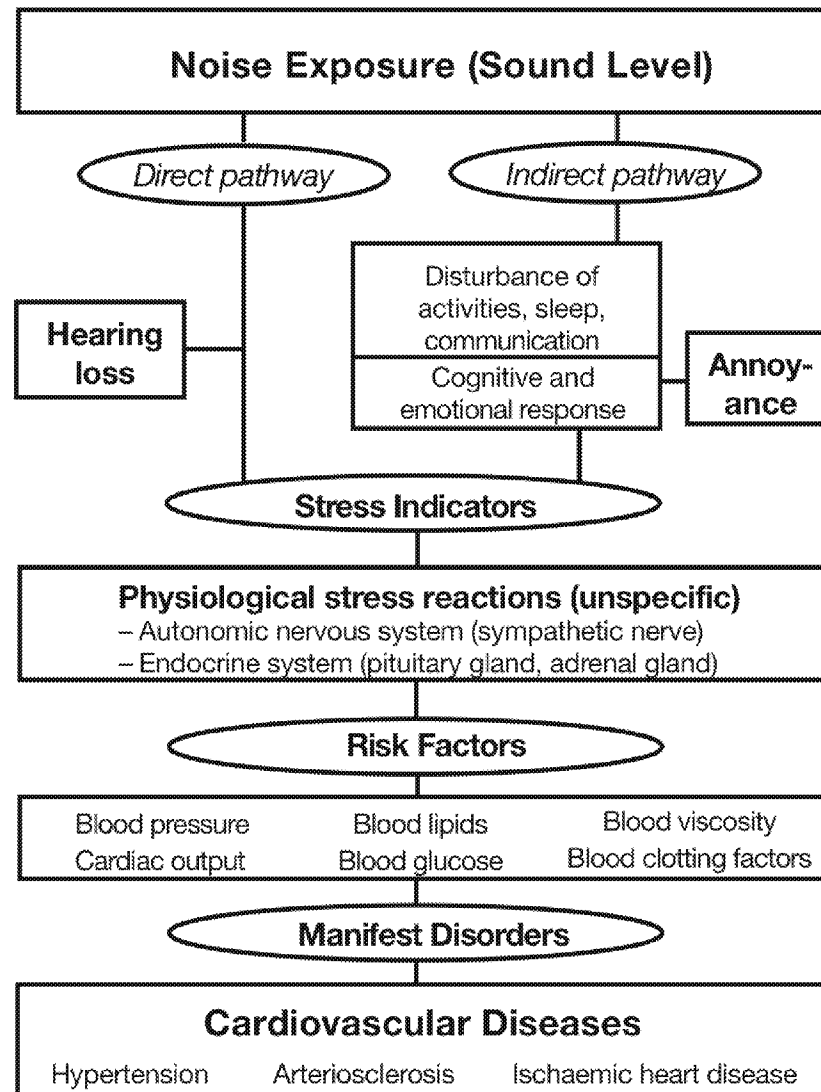 Noise Exposure (Sound Level)
Direct pathway
Indirect pathway
Disturbance of
activities, sleep,
communication
Hearing
loss
Cognitive and
emotional response
Annoy-
ance
Stress Indicators
Physiological stress reactions (unspecific)
– Autonomic nervous system (sympathetic nerve)
– Endocrine system (pituitary gland, adrenal gland)
Risk Factors
Blood pressure Blood lipids Blood viscosity
Cardiac output Blood glucose Blood clotting factors
Manifest Disorders
Cardiovascular Diseases
Hypertension Arteriosclerosis Ischaemic heart disease